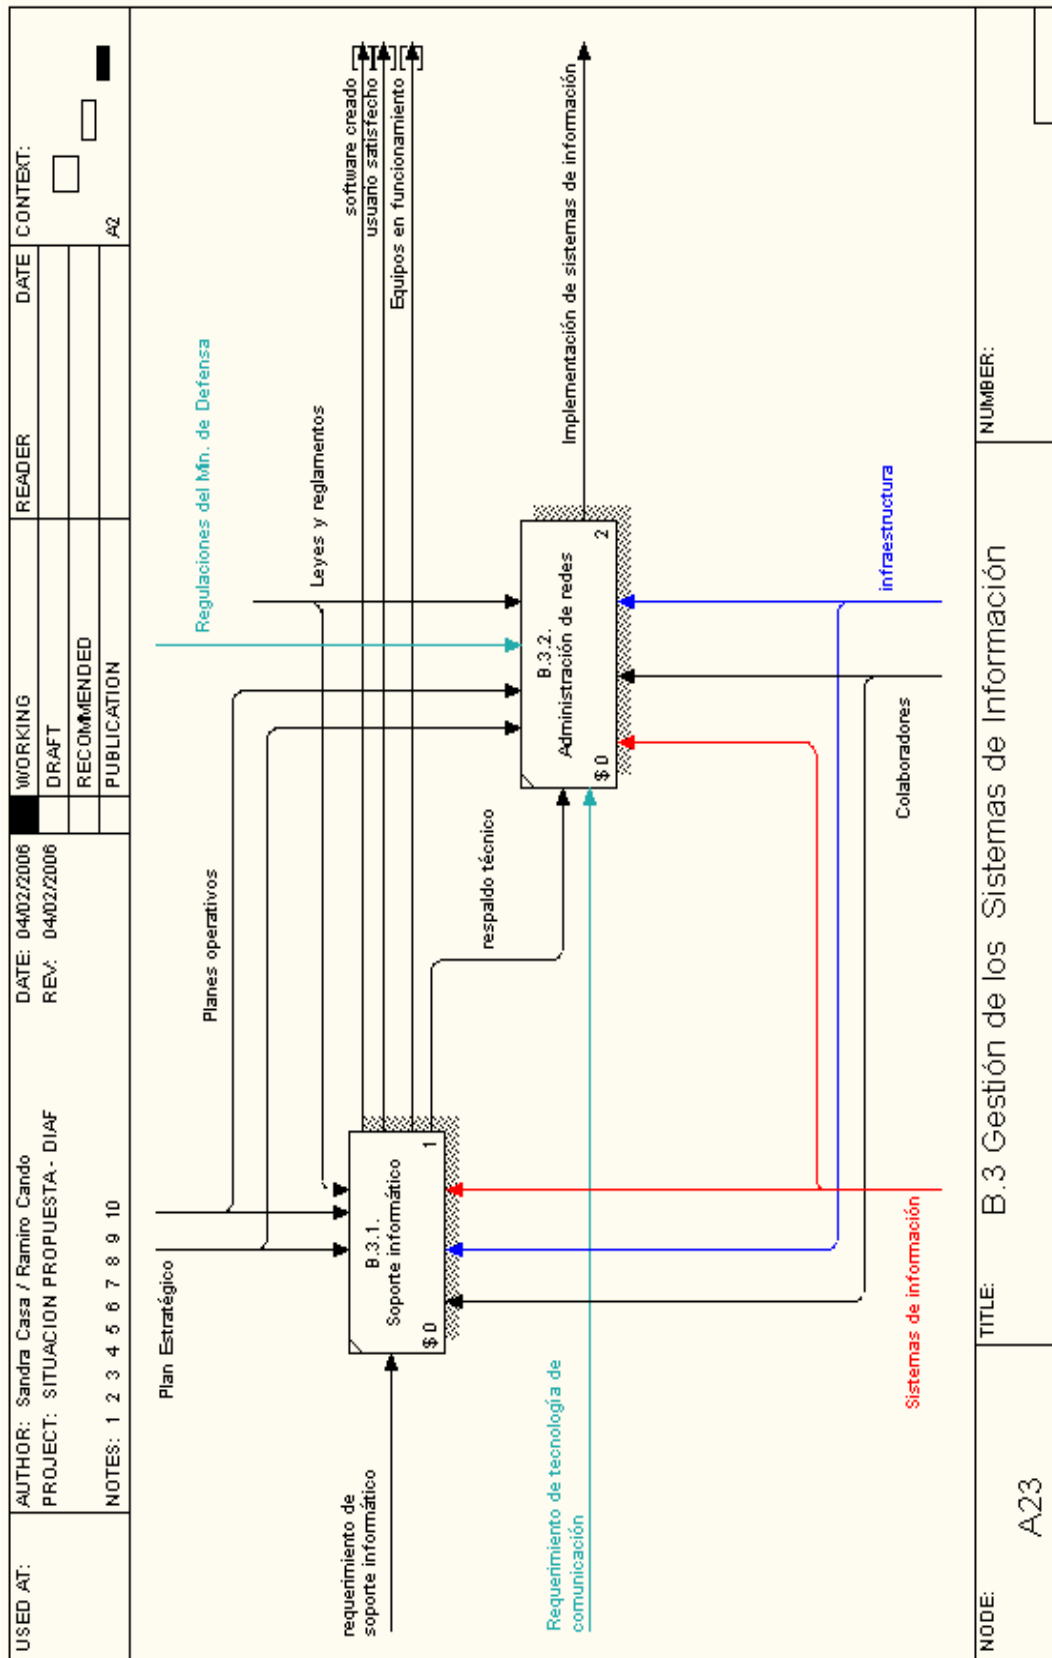 USED AT:
AUTHOR: Sandra Casa / Ramiro Cando
DATE: 04/02/2006
WORKING
READER
DATE
CONTEXT:
PROJECT: SITUACION PROPUESTA - DIAF
REV: 04/02/2006
DRAFT
RECOMMENDED
NOTES: 1 2 3 4 5 6 7 8 9 10
PUBLICATION
A2
Plan Estratégico
Planes operativos
Regulaciones del Min. de Defensa
Leyes y reglamentos
software creado
usuario satisfecho
Equipos en funcionamiento
requerimiento de
soporte informático
B.3.1.
Soporte informático
$ 0
1
respaldo técnico
Requerimiento de tecnología de
comunicación
B.3.2.
Administración de redes
$ 0
2
Implementación de sistemas de información
Sistemas de información
Colaboradores
infraestructura
NODE:
TITLE:
NUMBER:
A23
B.3 Gestión de los Sistemas de Información